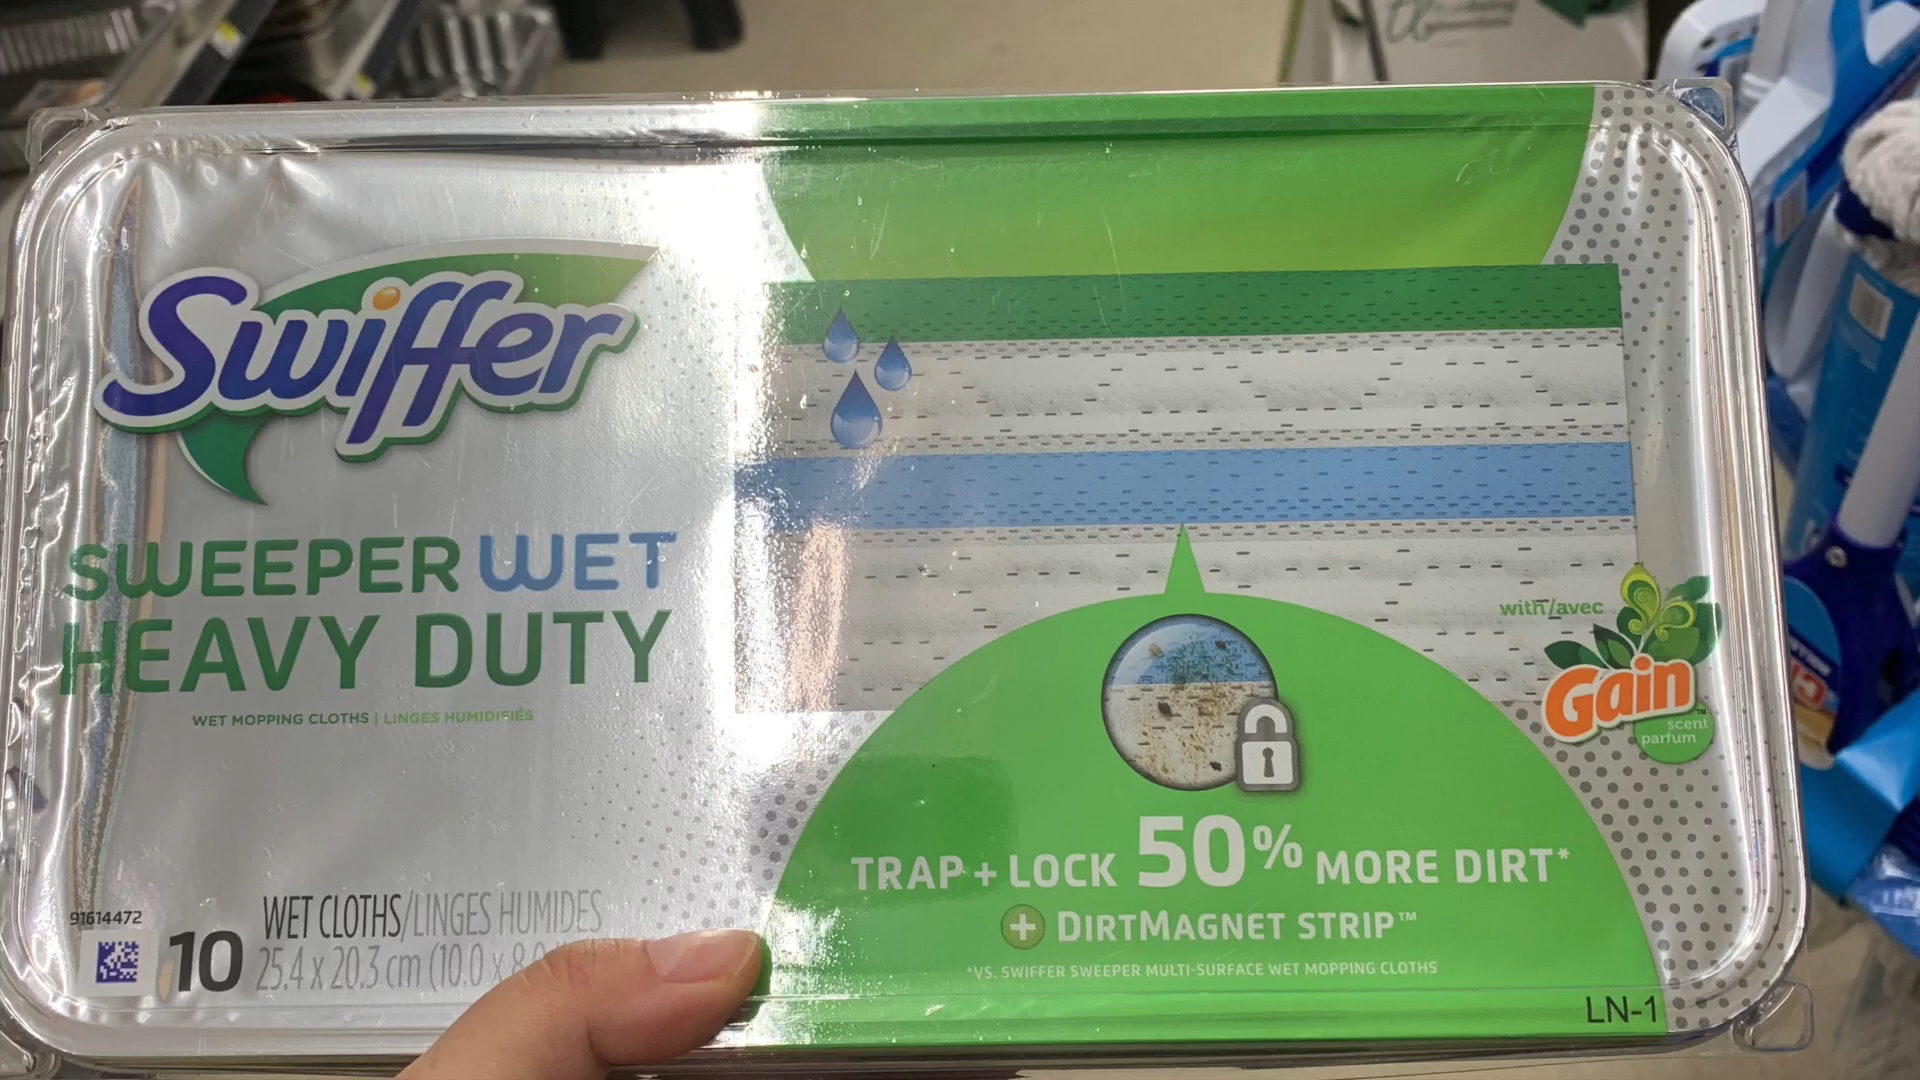 Swiffer
SWEEPER WET
HEAVY DUTY
WET MOPPING CLOTHS | LINGES HUMIDIFIÉS
91614472
10
WET CLOTHS/LINGES HUMIDES
25.4 x 20.3 cm (10.0 x 8.0
with/avec
Gain™
scent
parfum
TRAP + LOCK 50% MORE DIRT*
+ DIRTMAGNET STRIP™
*VS. SWIFFER SWEEPER MULTI-SURFACE WET MOPPING CLOTHS
LN-1